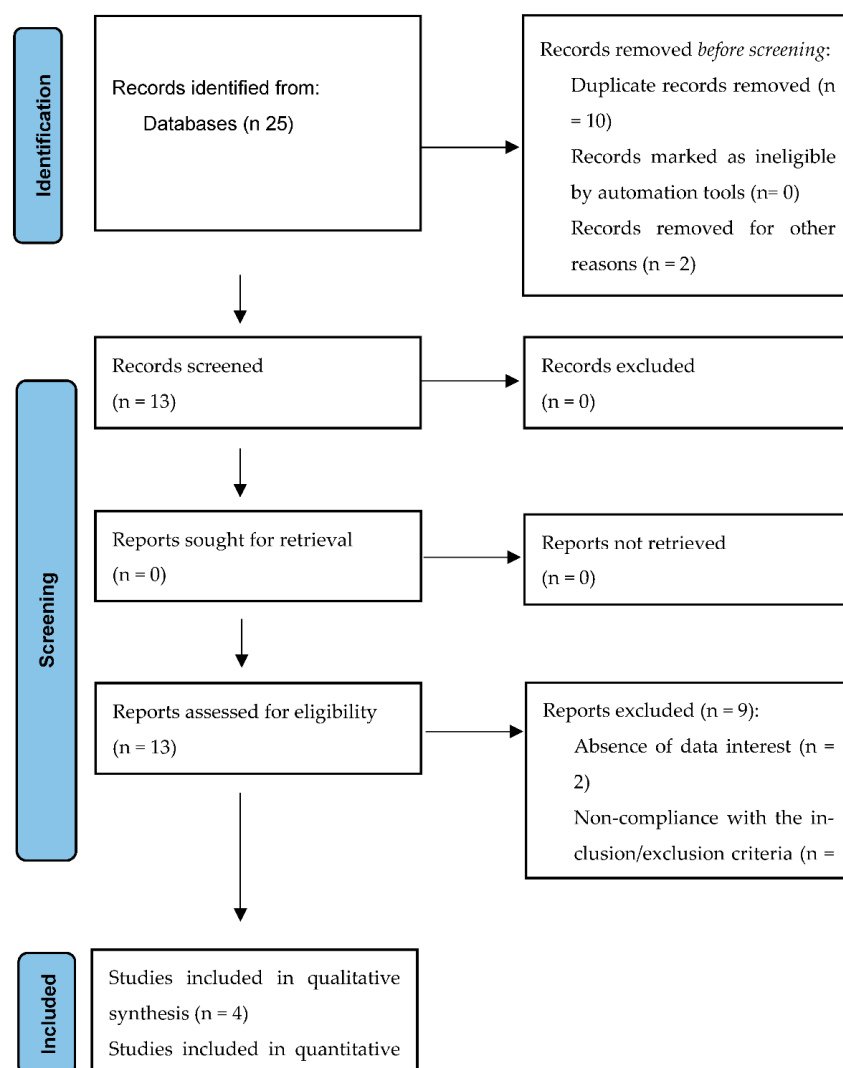 Identification
Records identified from:
Databases (n 25)
Records removed before screening:
Duplicate records removed (n
= 10)
Records marked as ineligible
by automation tools (n= 0)
Records removed for other
reasons (n = 2)
Screening
Records screened
(n = 13)
Records excluded
(n = 0)
Reports sought for retrieval
(n = 0)
Reports not retrieved
(n = 0)
Reports assessed for eligibility
(n = 13)
Reports excluded (n = 9):
Absence of data interest (n =
2)
Non-compliance with the in-
clusion/exclusion criteria (n =
Included
Studies included in qualitative
synthesis (n = 4)
Studies included in quantitative